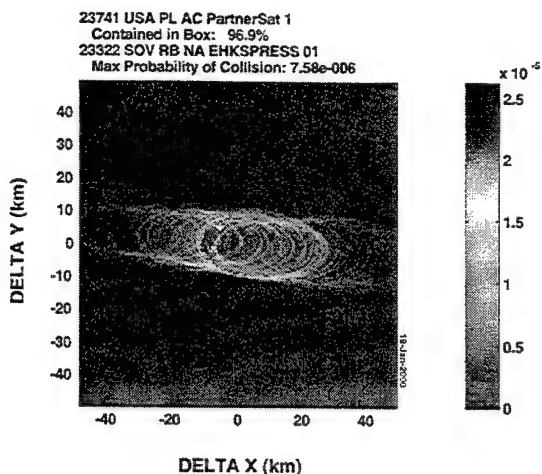 23741 USA PL AC PartnerSat 1
Contained in Box: 96.9%
23322 SOV RB NA EHKSPRESS 01
Max Probability of Collision: 7.58e-006
x 10
2.5
2
1.5
1
0.5
0
DELTA Y (km)
40
30
20
10
0
-10
-20
-30
-40
-40
-20
0
20
40
DELTA X (km)